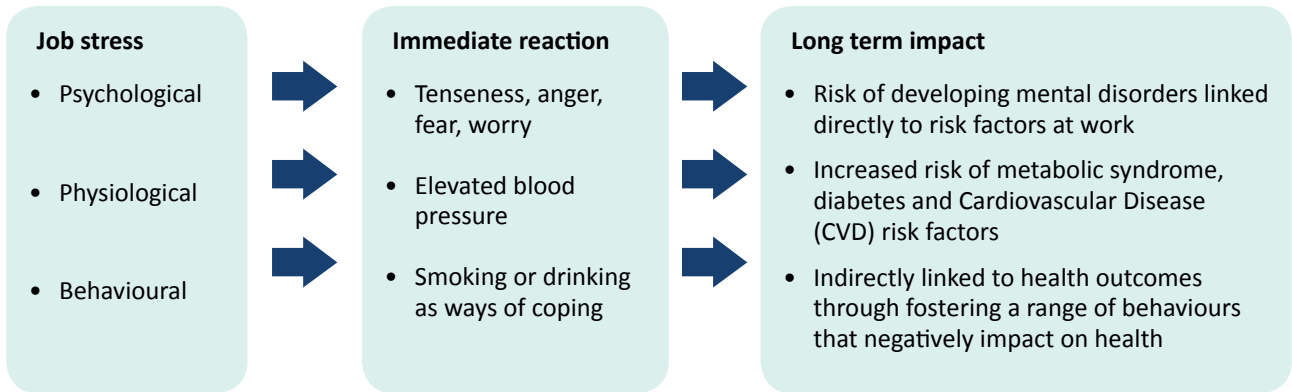 Job stress
• Psychological
• Physiological
• Behavioural
Immediate reaction
• Tenseness, anger,
fear, worry
• Elevated blood
pressure
• Smoking or drinking
as ways of coping
Long term impact
• Risk of developing mental disorders linked
directly to risk factors at work
• Increased risk of metabolic syndrome,
diabetes and Cardiovascular Disease
(CVD) risk factors
• Indirectly linked to health outcomes
through fostering a range of behaviours
that negatively impact on health